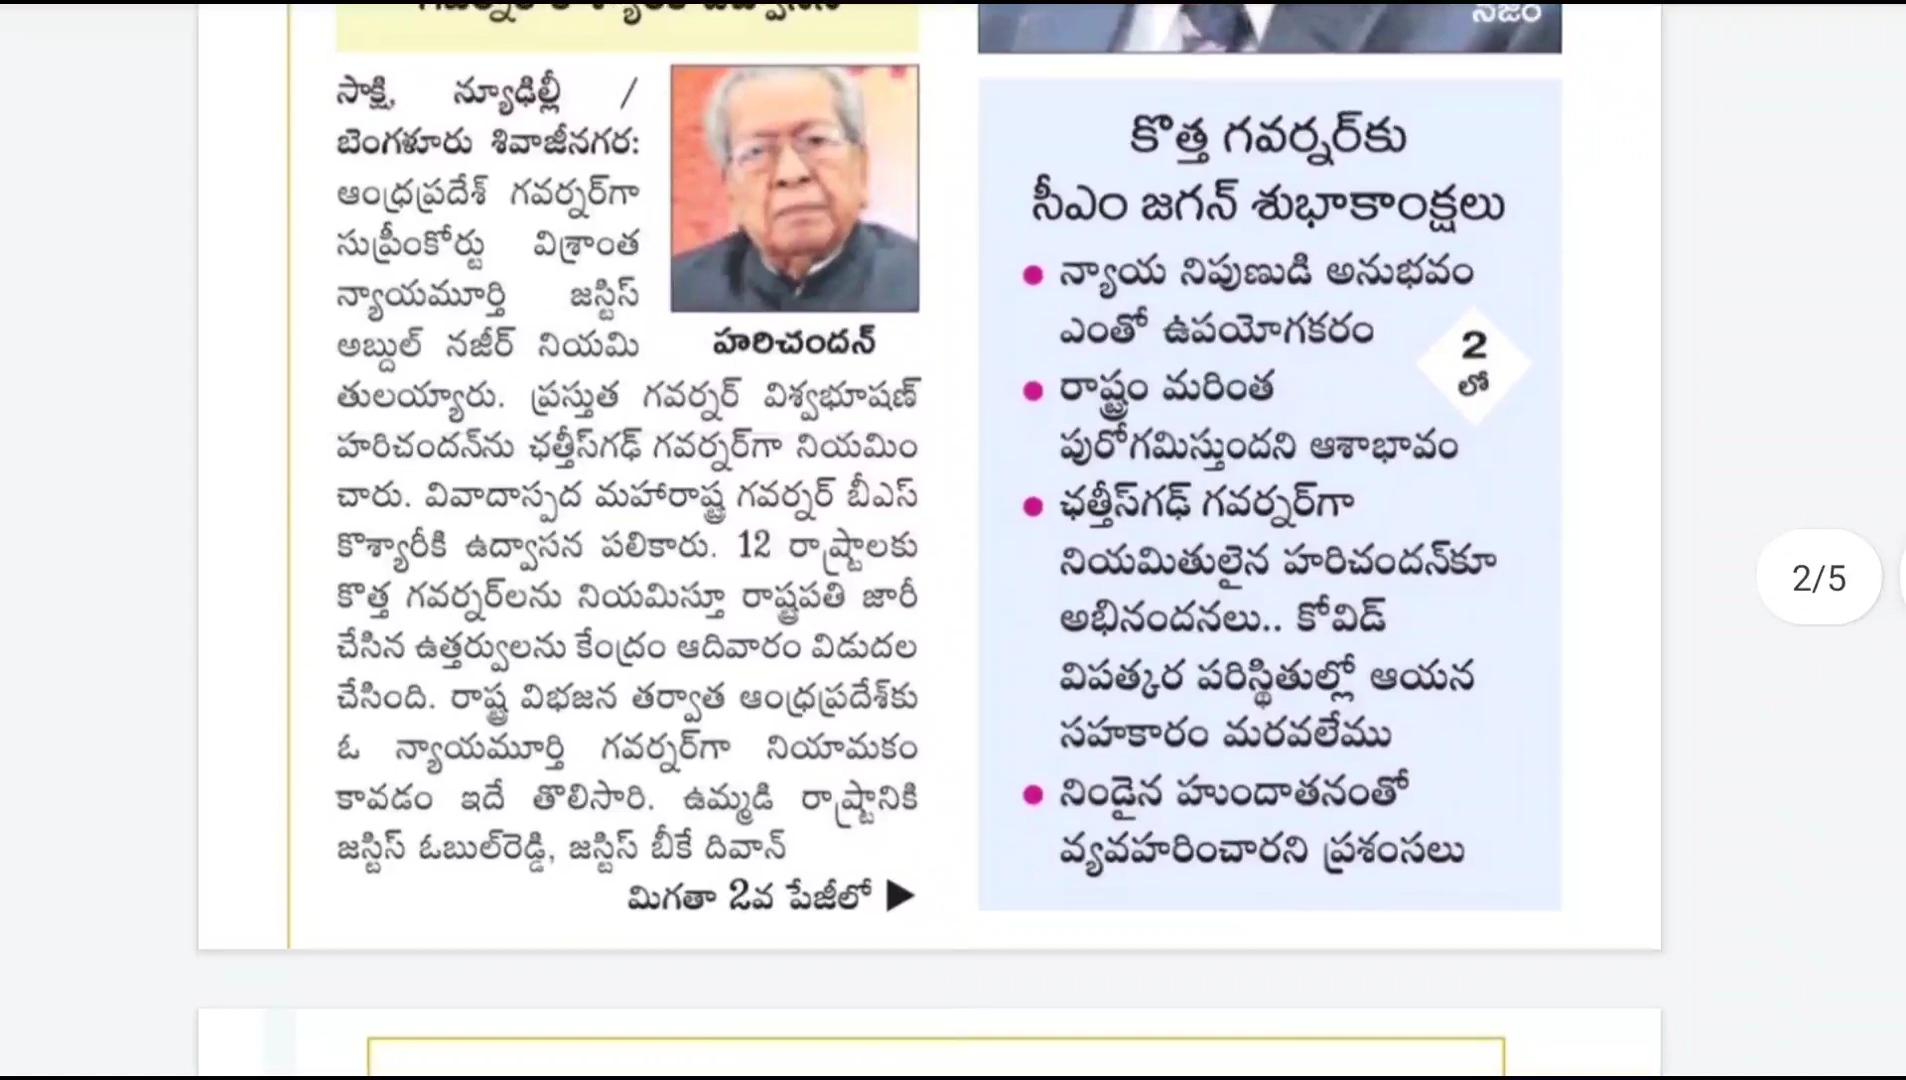 సాక్షి, న్యూఢిల్లీ /
బెంగళూరు శివాజీనగర:
ఆంధ్రప్రదేశ్ గవర్నర్‌గా
సుప్రీంకోర్టు విశ్రాంత
న్యాయమూర్తి జస్టిస్
అబ్దుల్ నజీర్ నియమి
తులయ్యారు. ప్రస్తుత గవర్నర్ విశ్వభూషణ్
హరిచందన్‌ను ఛత్తీస్‌గఢ్ గవర్నర్‌గా నియమిం
చారు. వివాదాస్పద మహారాష్ట్ర గవర్నర్ బీఎస్
కొశ్యారీకి ఉద్వాసన పలికారు. 12 రాష్ట్రాలకు
కొత్త గవర్నర్‌లను నియమిస్తూ రాష్ట్రపతి జారీ
చేసిన ఉత్తర్వులను కేంద్రం ఆదివారం విడుదల
చేసింది. రాష్ట్ర విభజన తర్వాత ఆంధ్రప్రదేశ్‌కు
ఓ న్యాయమూర్తి గవర్నర్‌గా నియామకం
కావడం ఇదే తొలిసారి. ఉమ్మడి రాష్ట్రానికి
జస్టిస్ ఓబుల్‌రెడ్డి, జస్టిస్ బీకే దివాన్
మిగతా 2వ పేజీలో ▶
హరిచందన్
కొత్త గవర్నర్‌కు
సీఎం జగన్ శుభాకాంక్షలు
● న్యాయ నిపుణుడి అనుభవం
ఎంతో ఉపయోగకరం
● రాష్ట్రం మరింత
పురోగమిస్తుందని ఆశాభావం
● ఛత్తీస్‌గఢ్ గవర్నర్‌గా
నియమితులైన హరిచందన్‌కూ
అభినందనలు.. కోవిడ్
విపత్కర పరిస్థితుల్లో ఆయన
సహకారం మరవలేము
● నిండైన హుందాతనంతో
వ్యవహరించారని ప్రశంసలు
2
లో
2/5